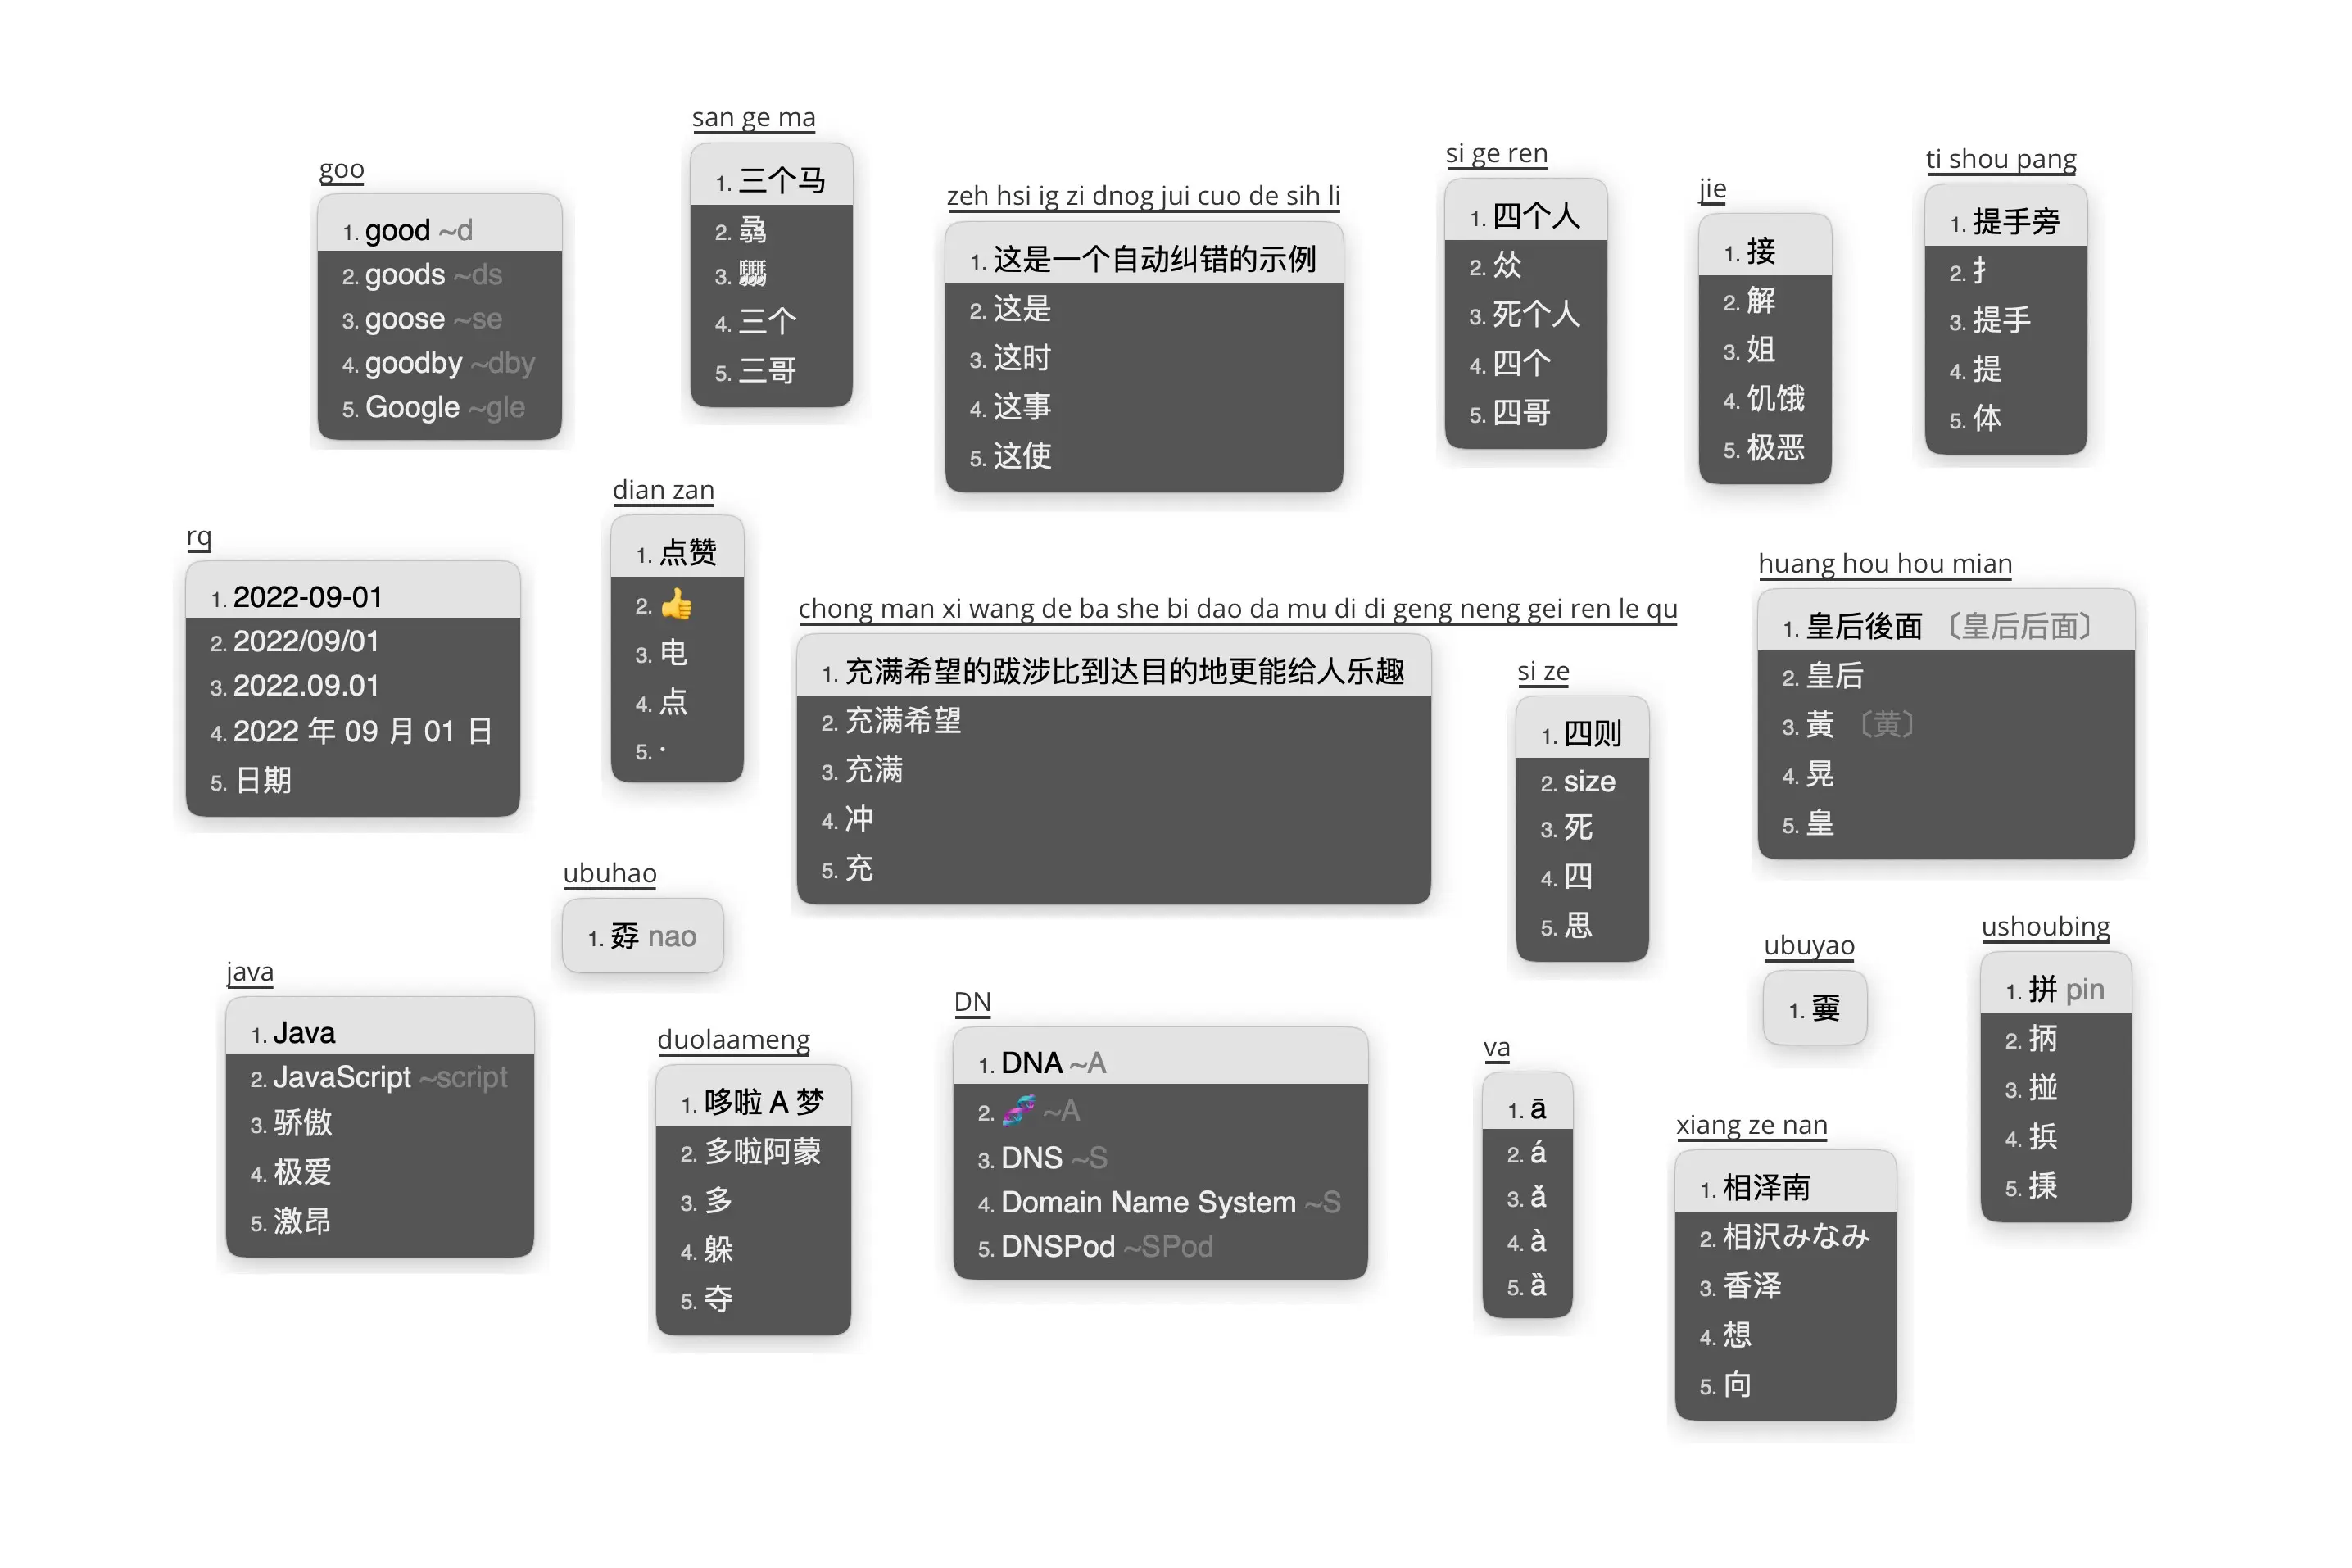 goo
1. good ~d
2. goods ~ds
3. goose ~se
4. goodby ~dby
5. Google ~gle
san ge ma
1. 三个马
2. 骉
3. 驫
4. 三个
5. 三哥
zeh hsi ig zi dnog jui cuo de sih li
1. 这是一个自动纠错的示例
2. 这是
3. 这时
4. 这事
5. 这使
si ge ren
1. 四个人
2. 㸚
3. 死个人
4. 四个
5. 四哥
jie
1. 接
2. 解
3. 姐
4. 饥饿
5. 极恶
ti shou pang
1. 提手旁
2. 扌
3. 提手
4. 提
5. 体
rq
1. 2022-09-01
2. 2022/09/01
3. 2022.09.01
4. 2022 年 09 月 01 日
5. 日期
dian zan
1. 点赞
2. 👍
3. 电
4. 点
5. ·
chong man xi wang de ba she bi dao da mu di di geng neng gei ren le qu
1. 充满希望的跋涉比到达目的地更能给人乐趣
2. 充满希望
3. 充满
4. 冲
5. 充
si ze
1. 四则
2. size
3. 死
4. 四
5. 思
huang hou hou mian
1. 皇后後面 〔皇后后面〕
2. 皇后
3. 黃 〔黄〕
4. 晃
5. 皇
ubuhao
1. 孬 nao
java
1. Java
2. JavaScript ~script
3. 骄傲
4. 极爱
5. 激昂
duolaameng
1. 哆啦 A 梦
2. 多啦阿蒙
3. 多
4. 躲
5. 夺
DN
1. DNA ~A
2. 🧬 ~A
3. DNS ~S
4. Domain Name System ~S
5. DNSPod ~SPod
va
1. ā
2. á
3. ǎ
4. à
5. ȁ
ubuyao
1. 嫑
xiang ze nan
1. 相泽南
2. 相沢みなみ
3. 香泽
4. 想
5. 向
ushoubing
1. 拼 pin
2. 抦
3. 掽
4. 捠
5.